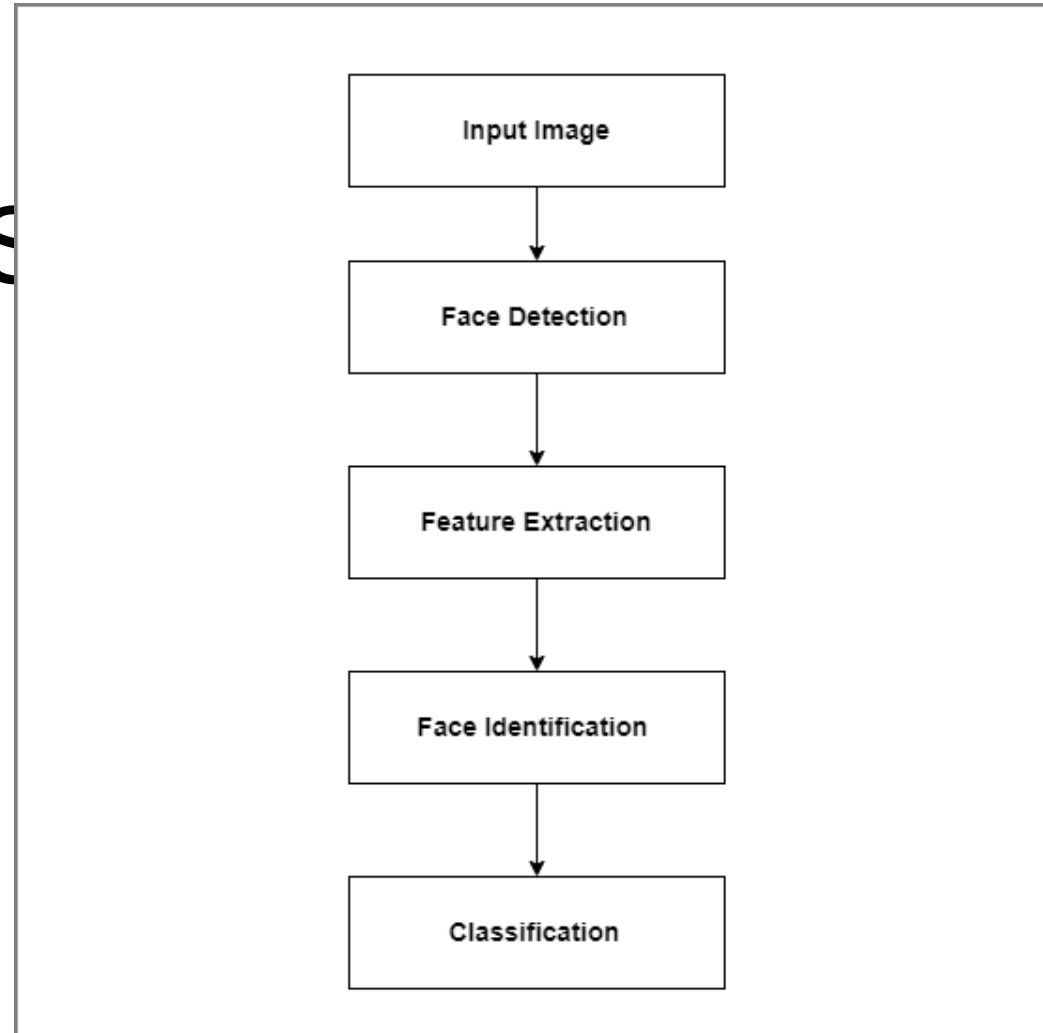 Input Image
S
Face Detection
Feature Extraction
Face Identification
Classification